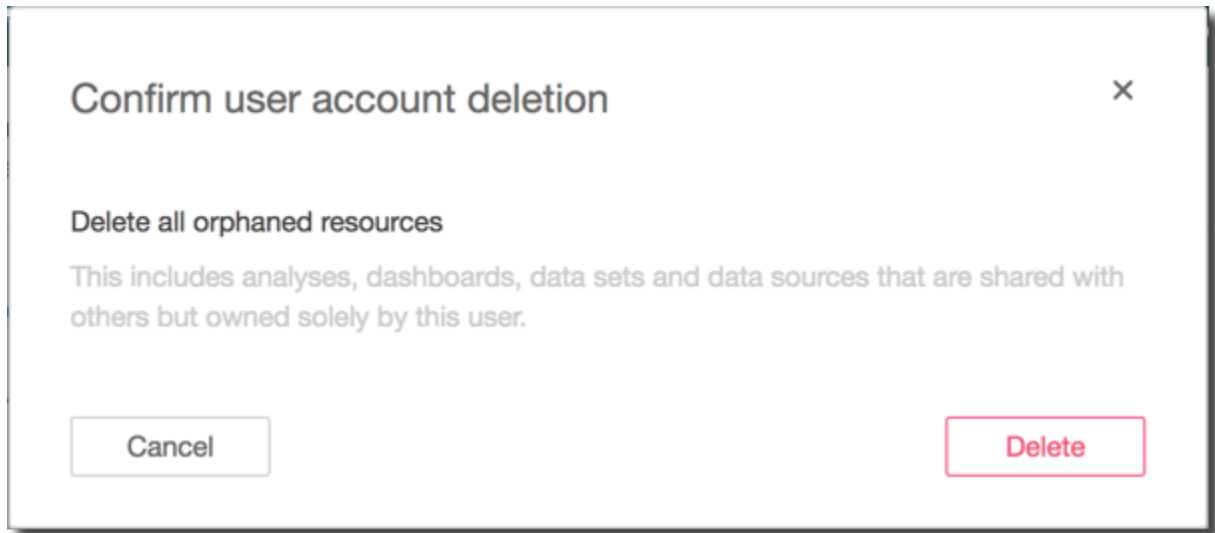 Confirm user account deletion
Delete all orphaned resources
This includes analyses, dashboards, data sets and data sources that are shared with
others but owned solely by this user.
Cancel
Delete